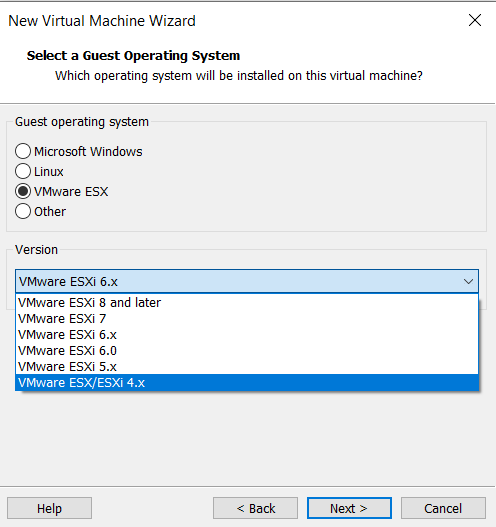 New Virtual Machine Wizard
Select a Guest Operating System
Which operating system will be installed on this virtual machine?
Guest operating system
Microsoft Windows
Linux
VMware ESX
Other
Version
VMware ESXi 6.x
VMware ESXi 8 and later
VMware ESXi 7
VMware ESXi 6.x
VMware ESXi 6.0
VMware ESXi 5.x
VMware ESX/ESXi 4.x
Help
< Back
Next >
Cancel